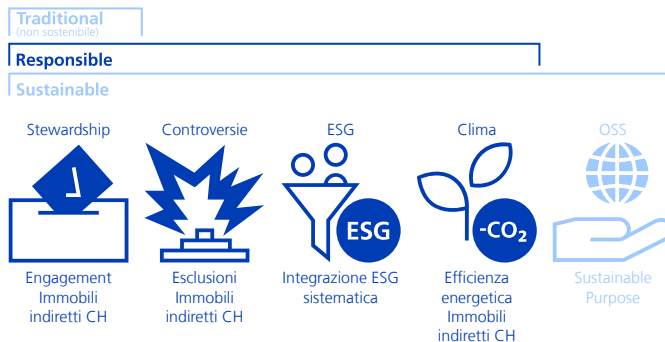 Traditional
(non sostenibile)
Responsible
Sustainable
Stewardship
Controversie
ESG
Clima
OSS
ESG
-CO₂
Engagement
Immobili
indiretti CH
Esclusioni
Immobili
indiretti CH
Integrazione ESG
sistematica
Efficienza
energetica
Immobili
indiretti CH
Sustainable
Purpose